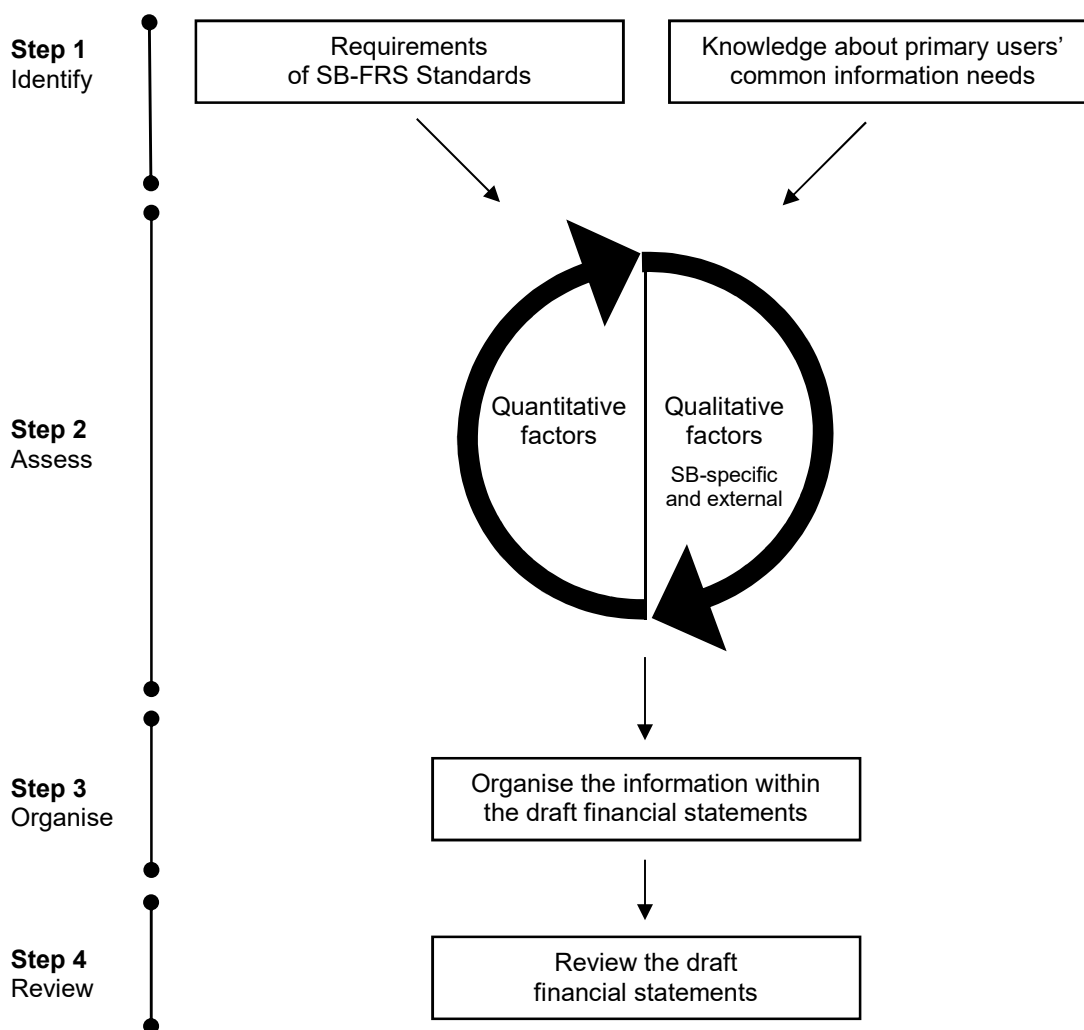 Step 1
Identify
Requirements
of SB-FRS Standards
Knowledge about primary users’
common information needs
Step 2
Assess
Quantitative
factors
Qualitative
factors
SB-specific
and external
Step 3
Organise
Organise the information within
the draft financial statements
Step 4
Review
Review the draft
financial statements